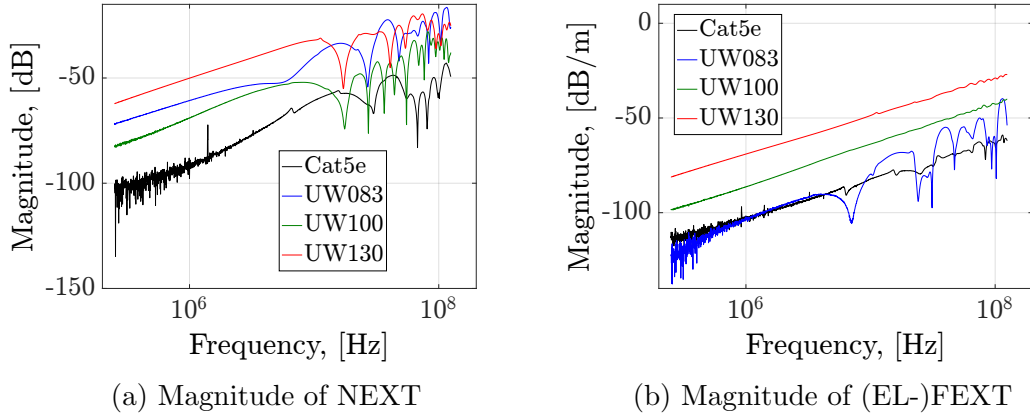 Magnitude, [dB]
-50
-100
-150
Cat5e
UW083
UW100
UW130
10^6
10^8
Frequency, [Hz]
(a) Magnitude of NEXT
Magnitude, [dB/m]
0
-50
-100
Cat5e
UW083
UW100
UW130
10^6
10^8
Frequency, [Hz]
(b) Magnitude of (EL-)FEXT